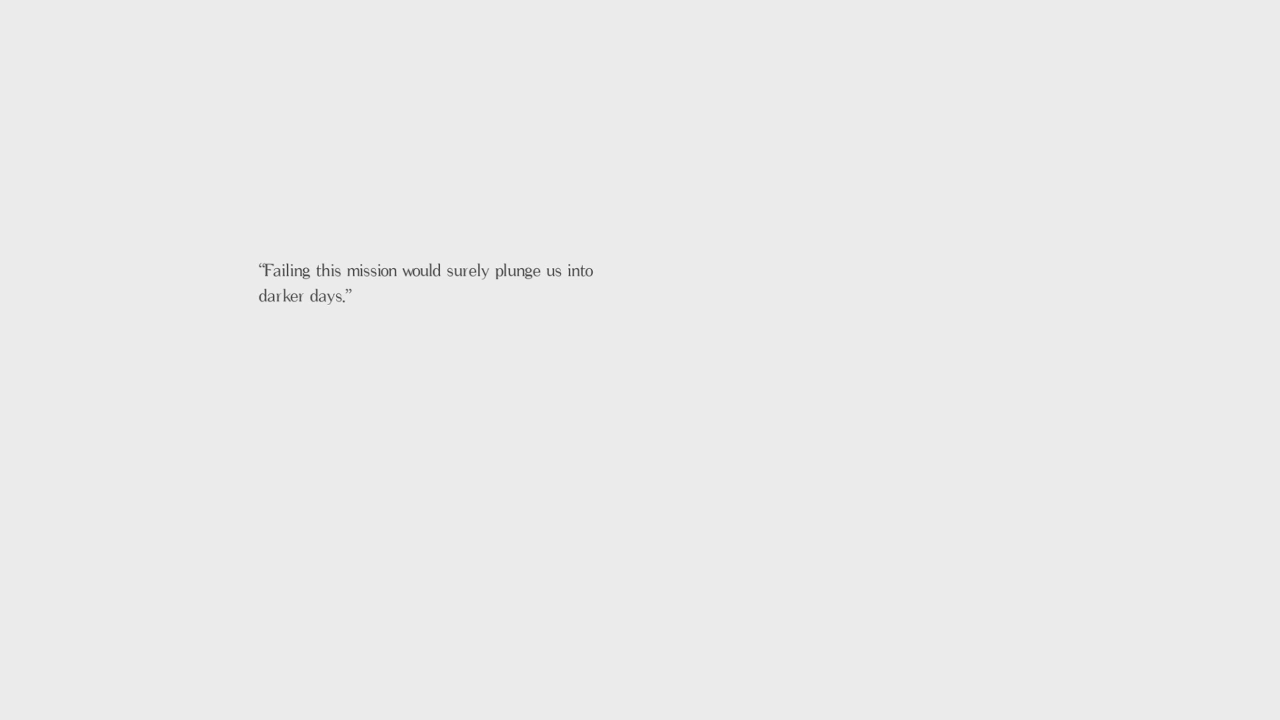 “Failing this mission would surely plunge us into
darker days.”